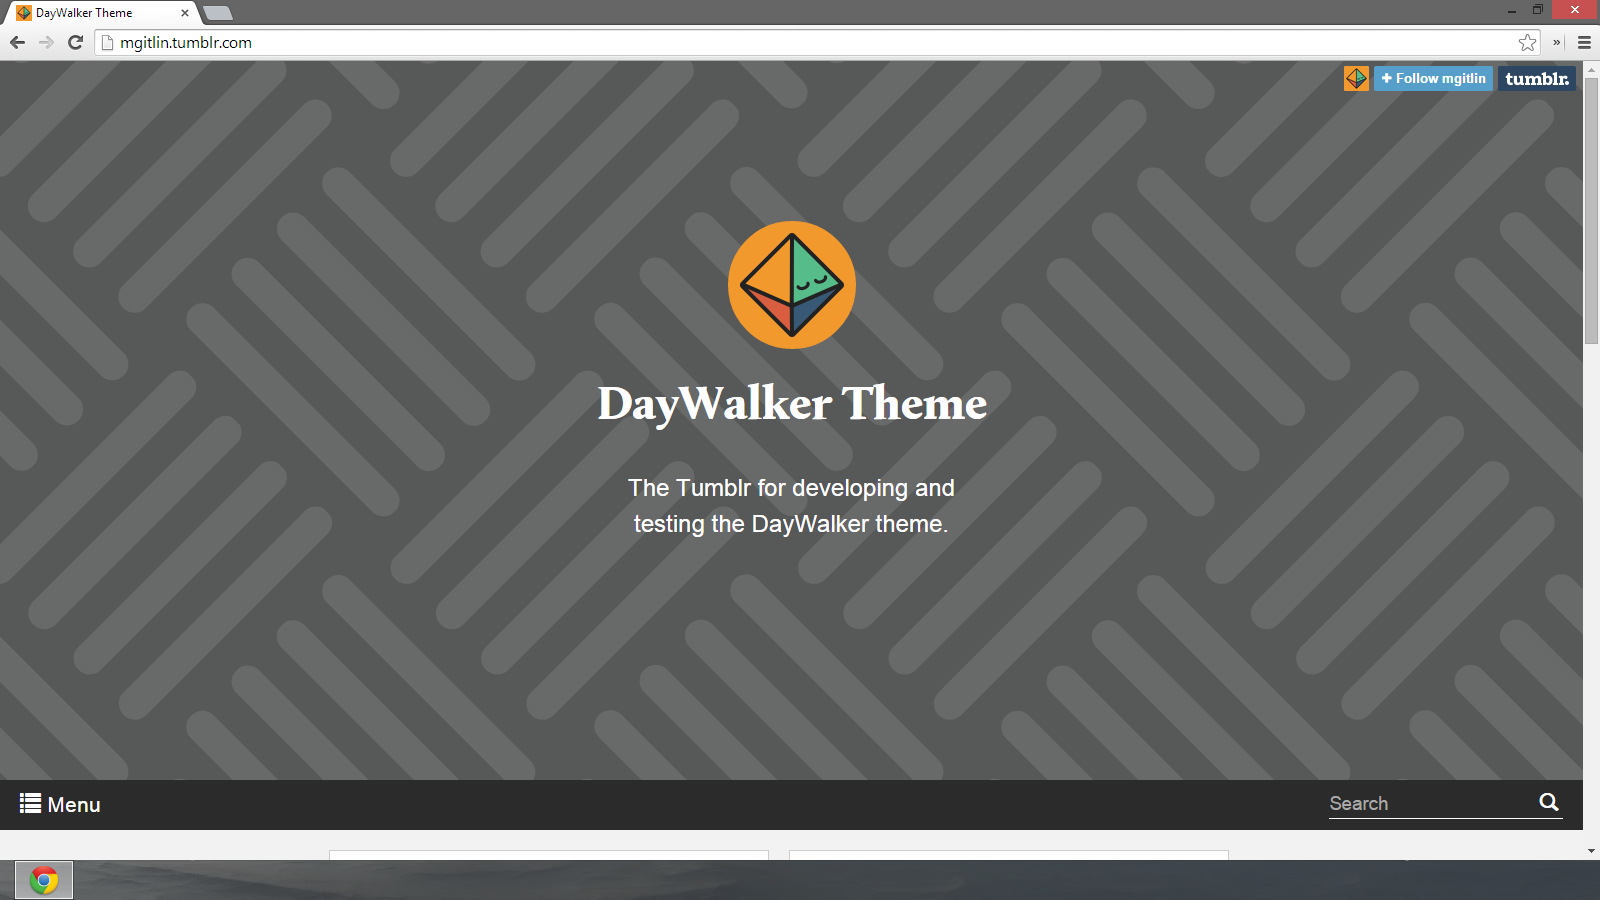 DayWalker Theme
mgitlin.tumblr.com
Follow mgitlin
tumblr.
DayWalker Theme
The Tumblr for developing and
testing the DayWalker theme.
Menu
Search